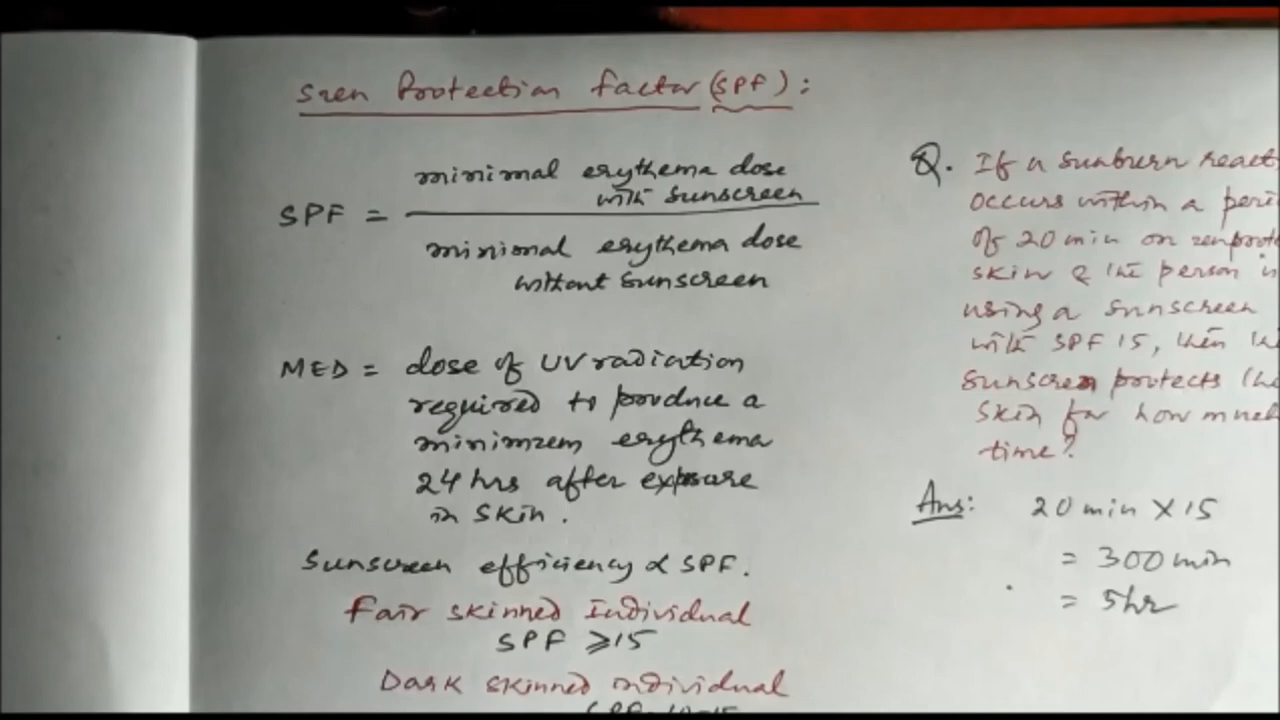 Sun Protection Factor (SPF):
minimal erythema dose
with sunscreen
SPF =
minimal erythema dose
without sunscreen
MED = dose of UV radiation
required to produce a
minimum erythema
24 hrs after exposure
in skin.
Sunscreen efficiency ∝ SPF.
Fair skinned Individual
SPF ≥15
Dark skinned individual
Q. If a sunburn react
occurs within a peri
of 20 min on unprote
skin & the person is
using a sunscreen
with SPF 15, then
sunscreen protects
skin for how much
time?
Ans: 20 min X 15
= 300 min
= 5hr